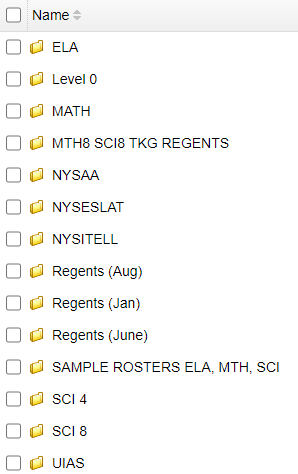 Name
ELA
Level 0
MATH
MTH8 SCI8 TKG REGENTS
NYSAA
NYSESLAT
NYSITELL
Regents (Aug)
Regents (Jan)
Regents (June)
SAMPLE ROSTERS ELA, MTH, SCI
SCI 4
SCI 8
UIAS